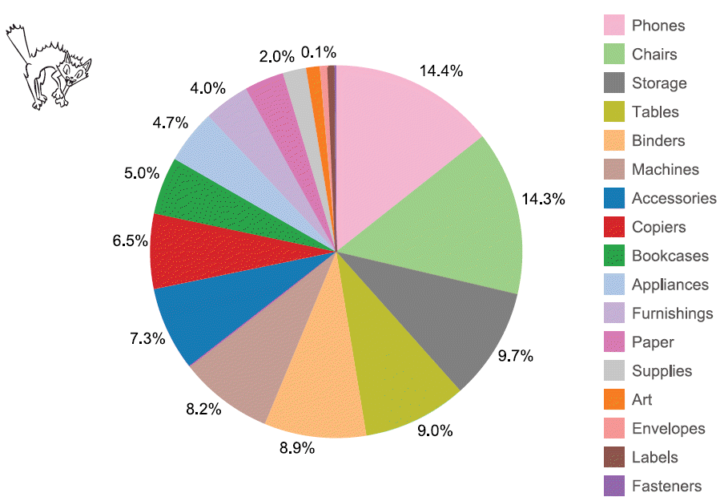 2.0%
0.1%
14.4%
4.0%
4.7%
5.0%
14.3%
6.5%
7.3%
9.7%
8.2%
9.0%
8.9%
Phones
Chairs
Storage
Tables
Binders
Machines
Accessories
Copiers
Bookcases
Appliances
Furnishings
Paper
Supplies
Art
Envelopes
Labels
Fasteners